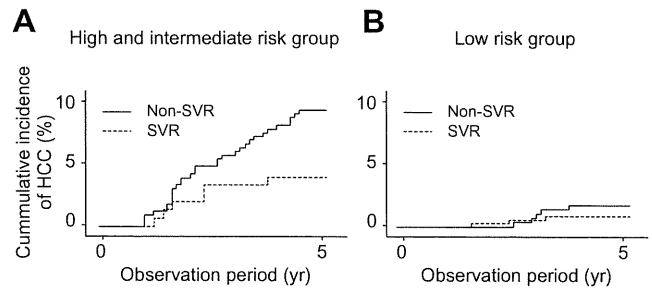 A
High and intermediate risk group
Cummulative incidence
of HCC (%)
10
5
0
Non-SVR
SVR
0
5
Observation period (yr)
B
Low risk group
10
5
0
Non-SVR
SVR
0
5
Observation period (yr)